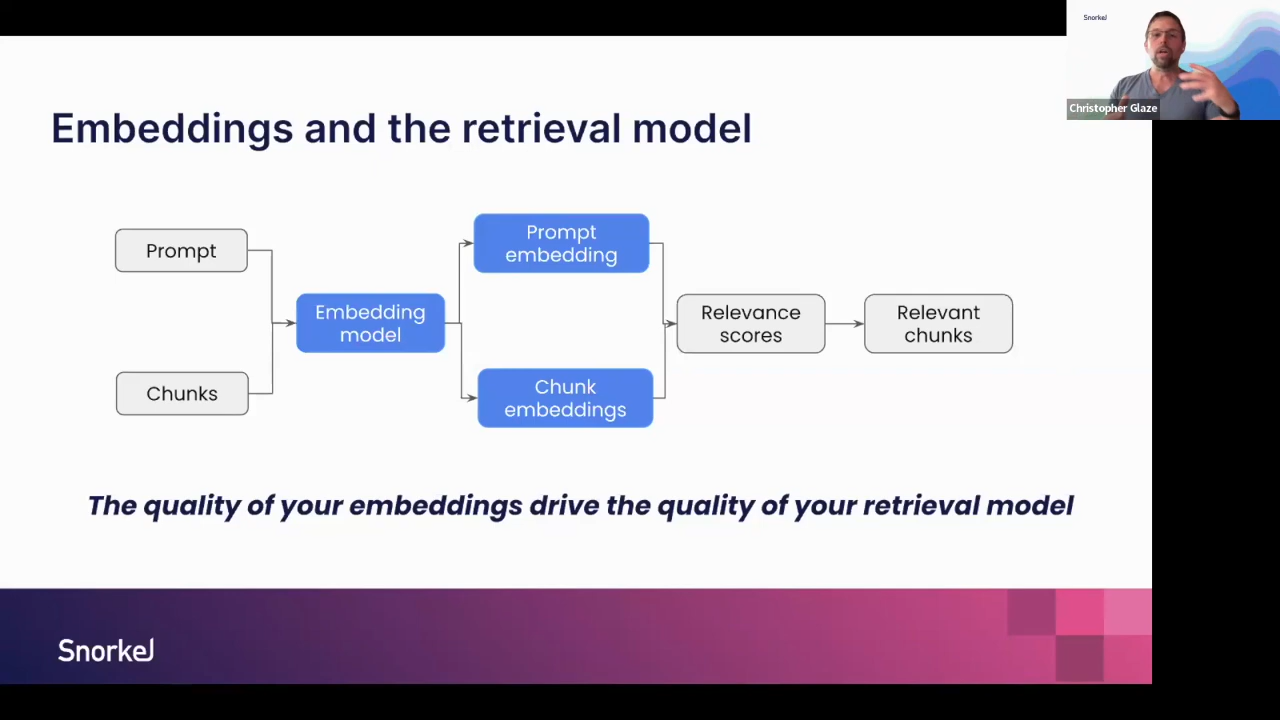 Snorkel
Christopher Glaze
Embeddings and the retrieval model
Prompt
Chunks
Embedding
model
Prompt
embedding
Chunk
embeddings
Relevance
scores
Relevant
chunks
The quality of your embeddings drive the quality of your retrieval model
Snorkel